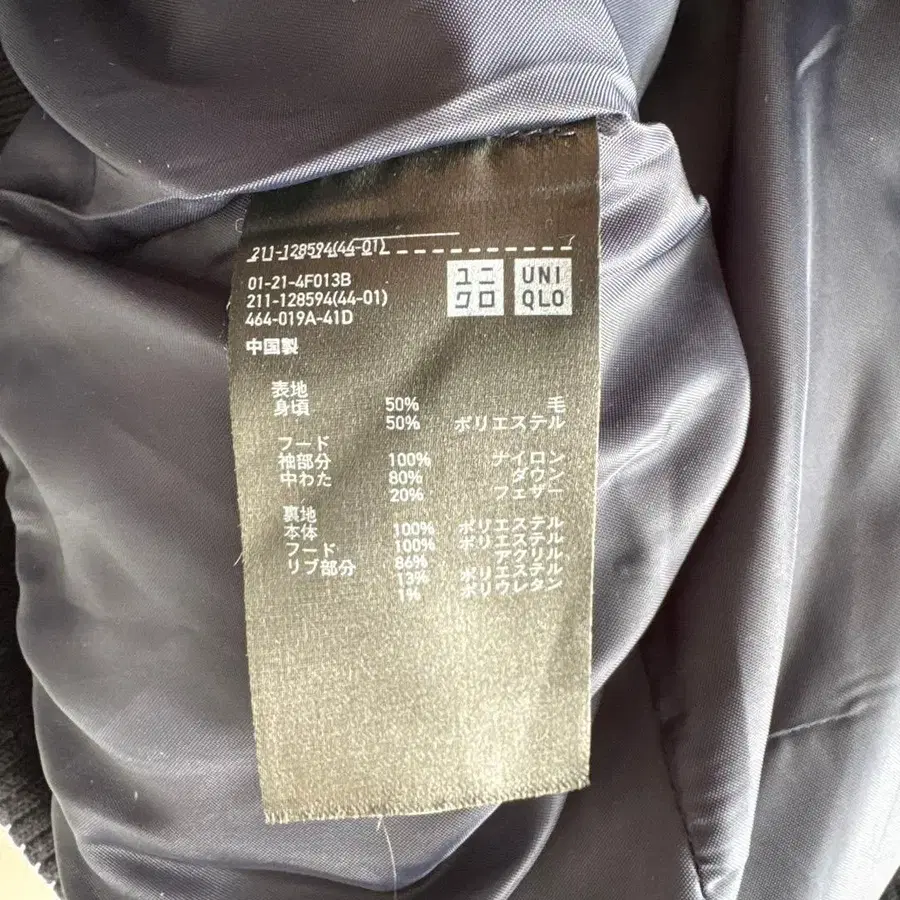 211-128594(44-01)
ユニ
クロ
UNI
QLO
01-21-4F013B
211-128594(44-01)
464-019A-41D
中国製
表地
身頃 50% 毛
50% ポリエステル
フード
袖部分 100% ナイロン
中わた 80% ダウン
20% フェザー
裏地
本体 100% ポリエステル
フード 100% ポリエステル
リブ部分 86% アクリル
13% ポリエステル
1% ポリウレタン